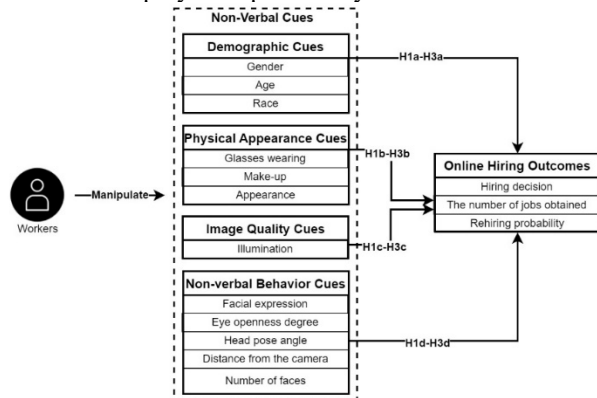 Non-Verbal Cues
Demographic Cues
Gender
Age
Race
H1a-H3a
Physical Appearance Cues
Glasses wearing
Make-up
Appearance
H1b-H3b
Workers
Manipulate
Online Hiring Outcomes
Hiring decision
The number of jobs obtained
Rehiring probability
Image Quality Cues
Illumination
H1c-H3c
Non-verbal Behavior Cues
Facial expression
Eye openness degree
Head pose angle
Distance from the camera
Number of faces
H1d-H3d